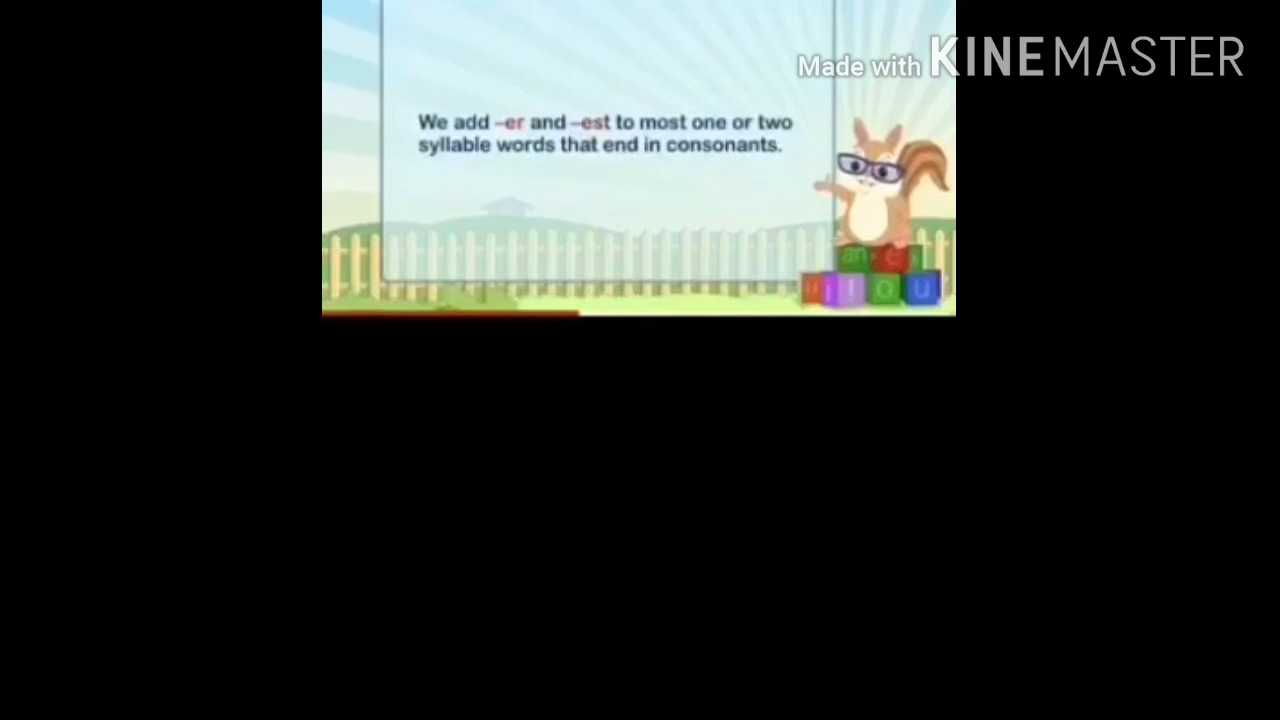 Made with KINEMASTER
We add –er and –est to most one or two
syllable words that end in consonants.
an e
i ! o u